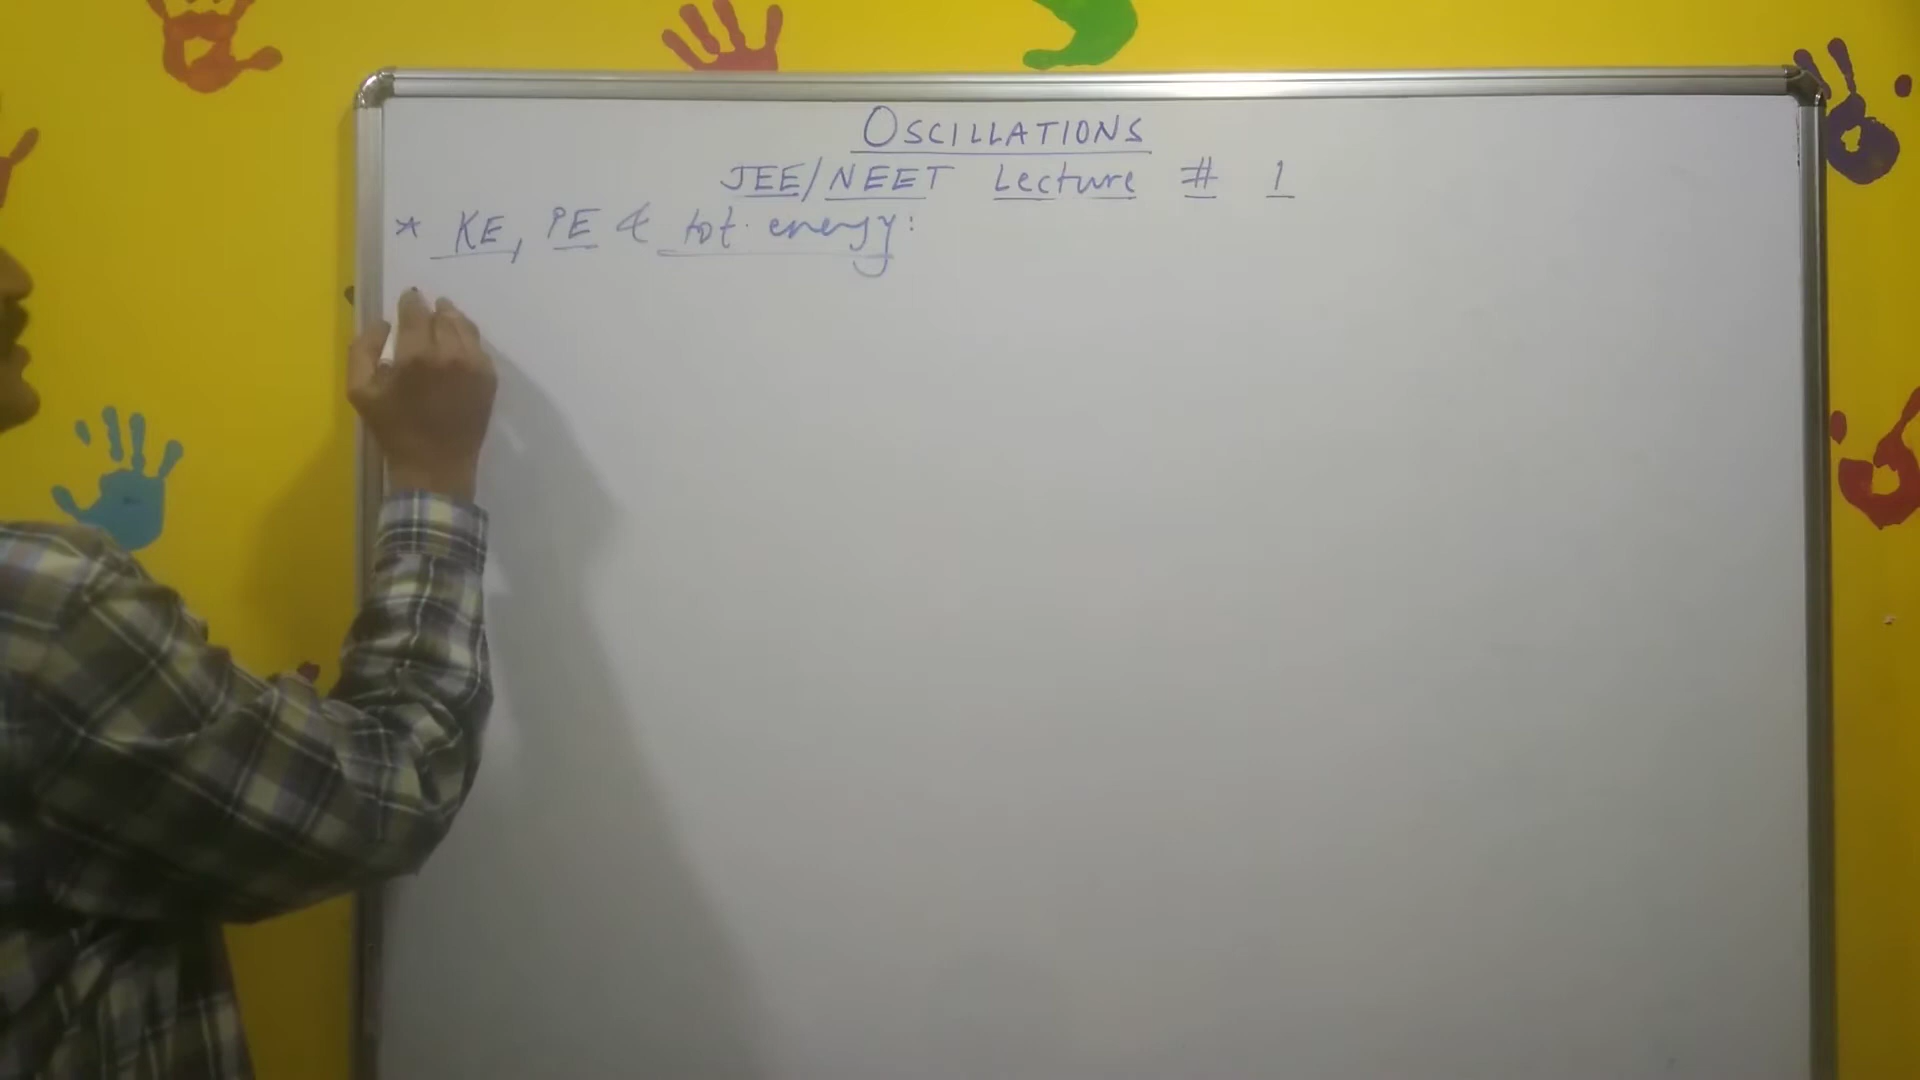 OSCILLATIONS
JEE/NEET Lecture # 1
* KE, PE & tot. energy: